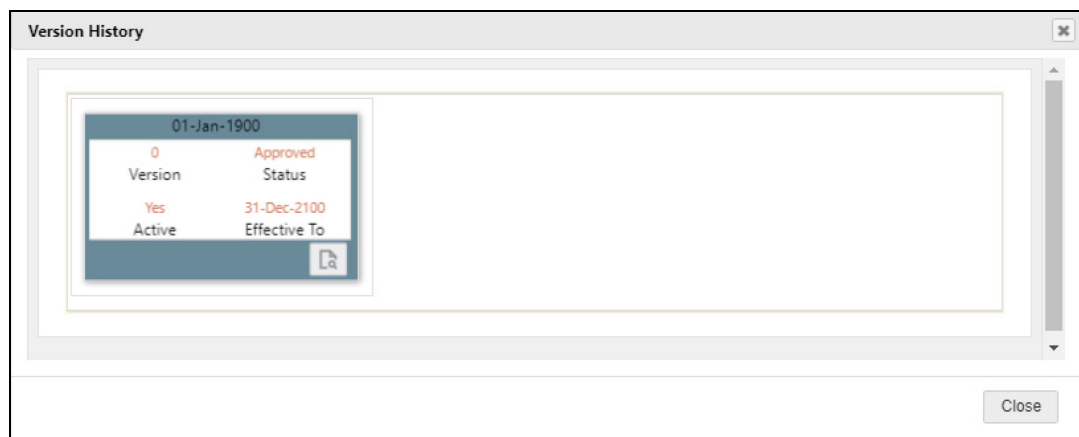 Version History
01-Jan-1900
0 Approved
Version Status
Yes 31-Dec-2100
Active Effective To
Close